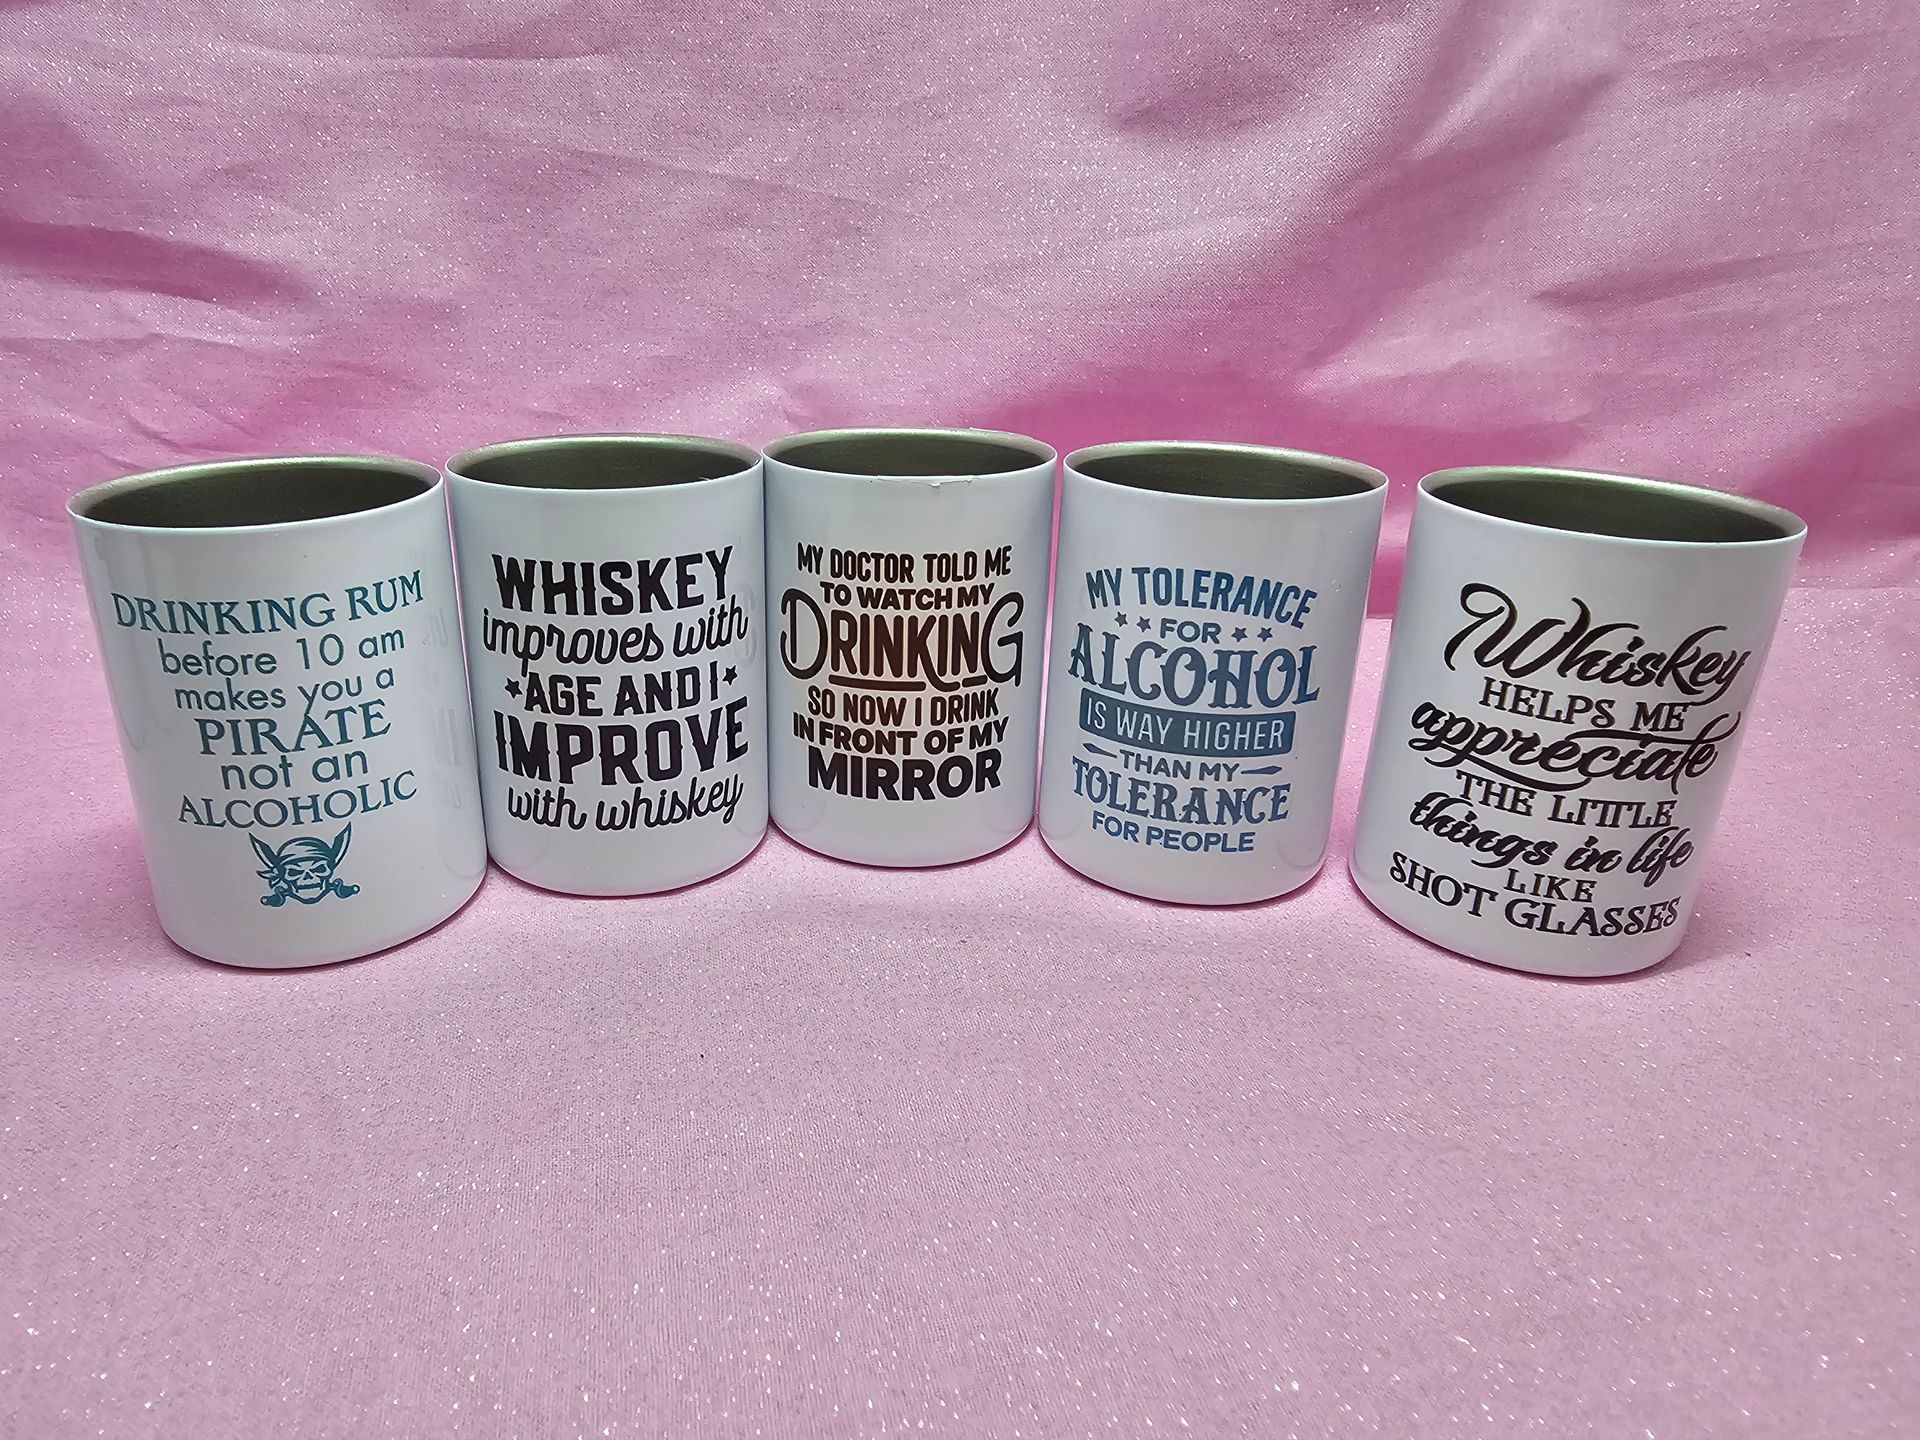 DRINKING RUM
before 10 am
makes you a
PIRATE
not an
ALCOHOLIC
WHISKEY
improves with
AGE AND I
IMPROVE
with whiskey
MY DOCTOR TOLD ME
TO WATCH MY
DRINKING
SO NOW I DRINK
IN FRONT OF MY
MIRROR
MY TOLERANCE
FOR
ALCOHOL
IS WAY HIGHER
THAN MY
TOLERANCE
FOR PEOPLE
Whiskey
HELPS ME
appreciate
THE LITTLE
things in life
LIKE
SHOT GLASSES